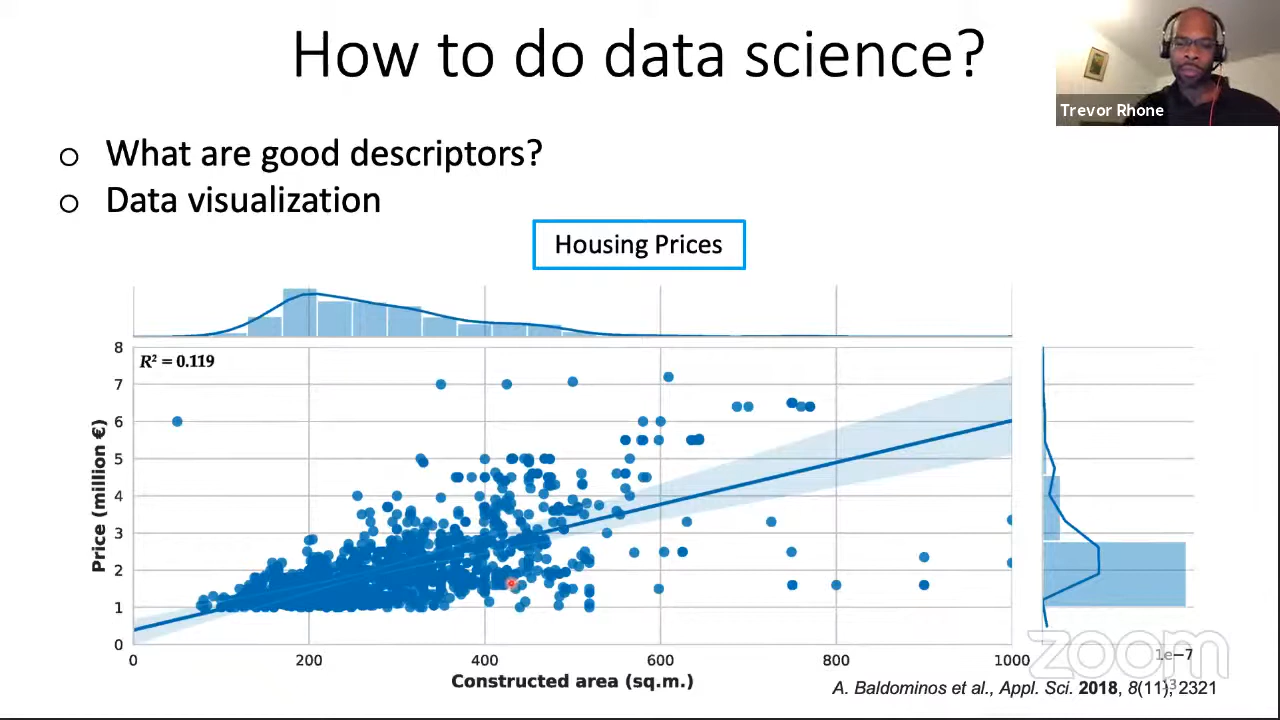 How to do data science?
Trevor Rhone
What are good descriptors?
Data visualization
Housing Prices
R² = 0.119
8
7
6
5
4
3
2
1
0
Price (million €)
0 200 400 600 800 1000
Constructed area (sq.m.)
1e−7
zoom
A. Baldominos et al., Appl. Sci. 2018, 8(11), 2321
13